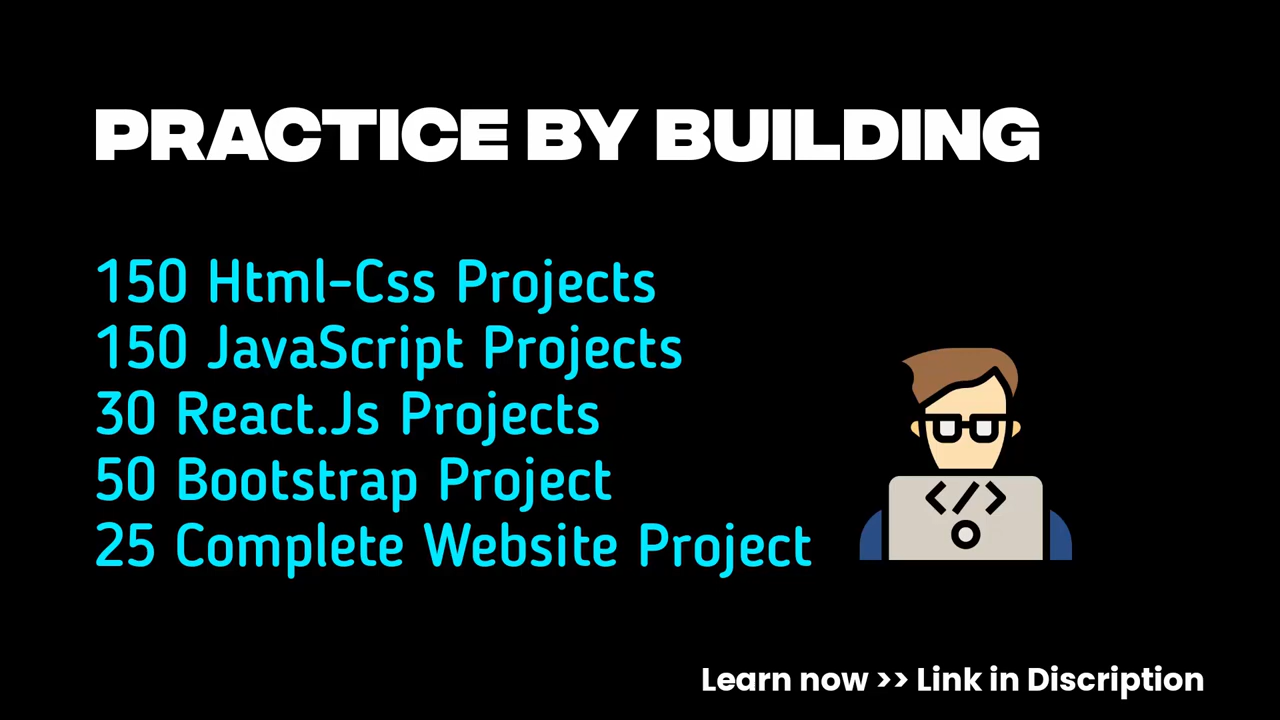 PRACTICE BY BUILDING
150 Html-Css Projects
150 JavaScript Projects
30 React.Js Projects
50 Bootstrap Project
25 Complete Website Project
</>
Learn now >> Link in Discription